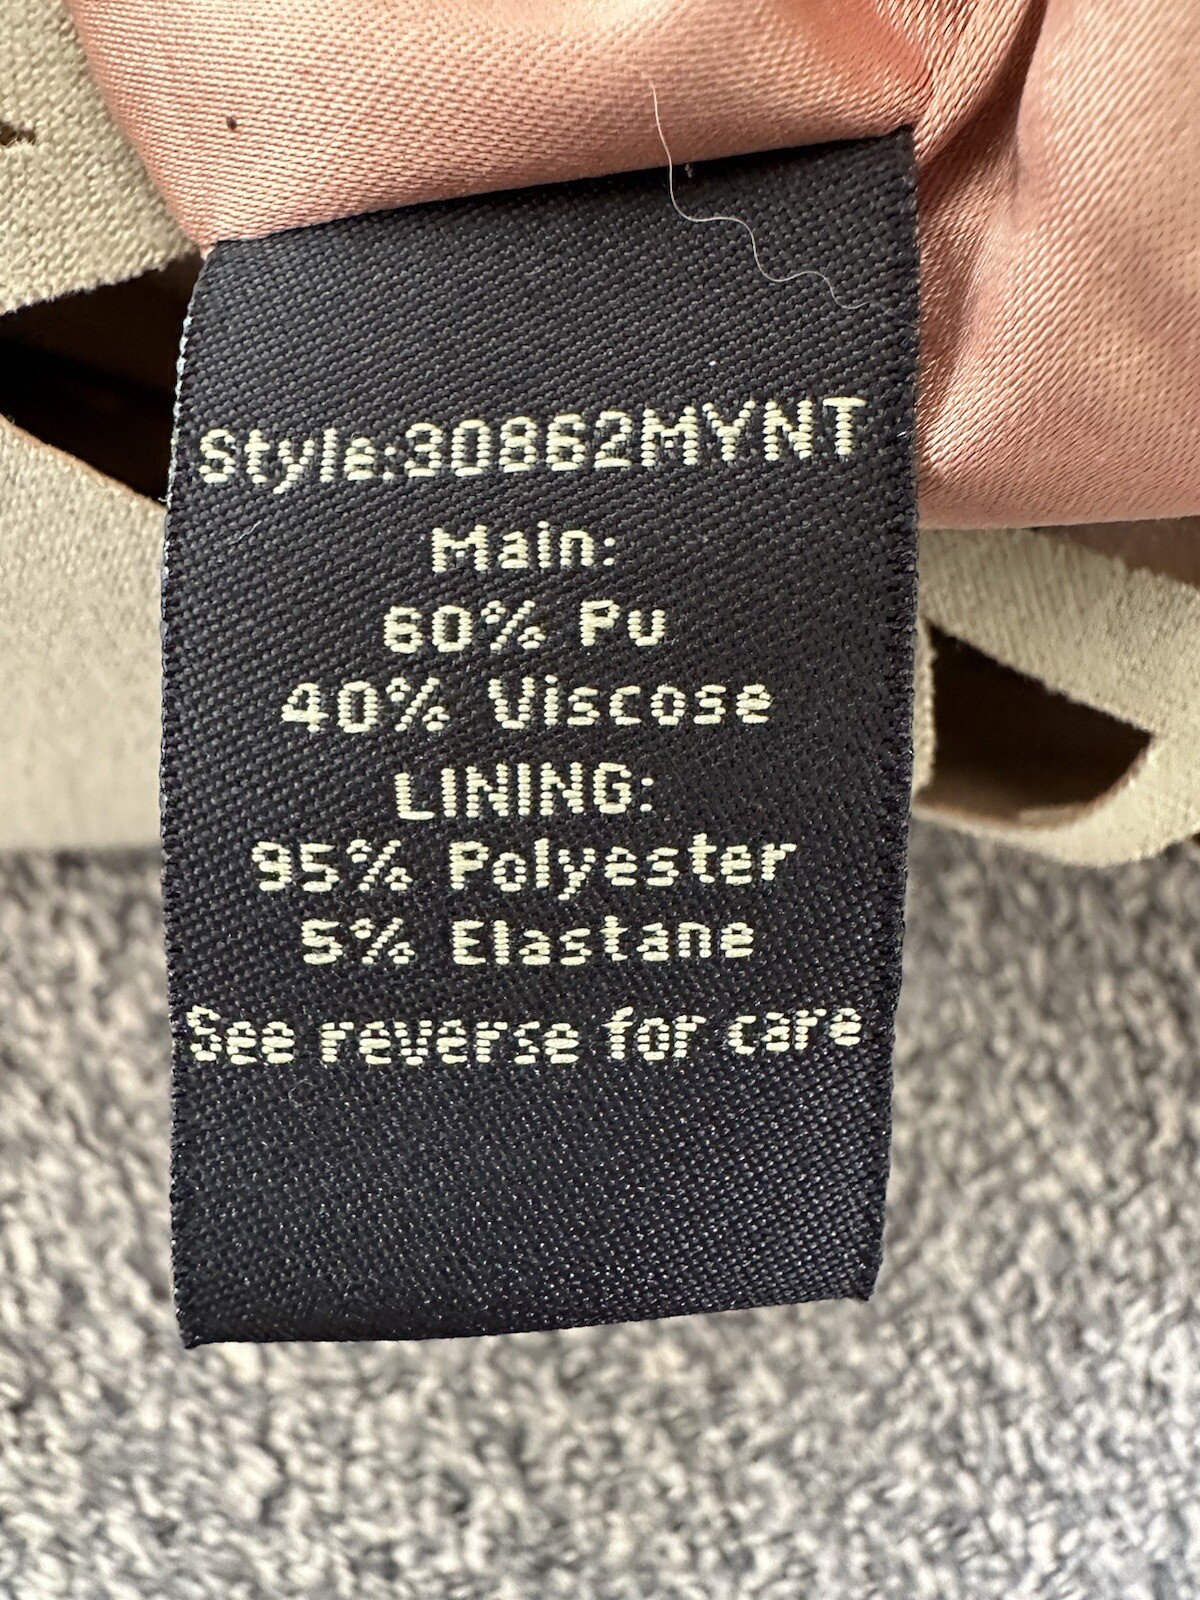 Style:30862MYNT
Main:
60% Pu
40% Viscose
LINING:
95% Polyester
5% Elastane
See reverse for care